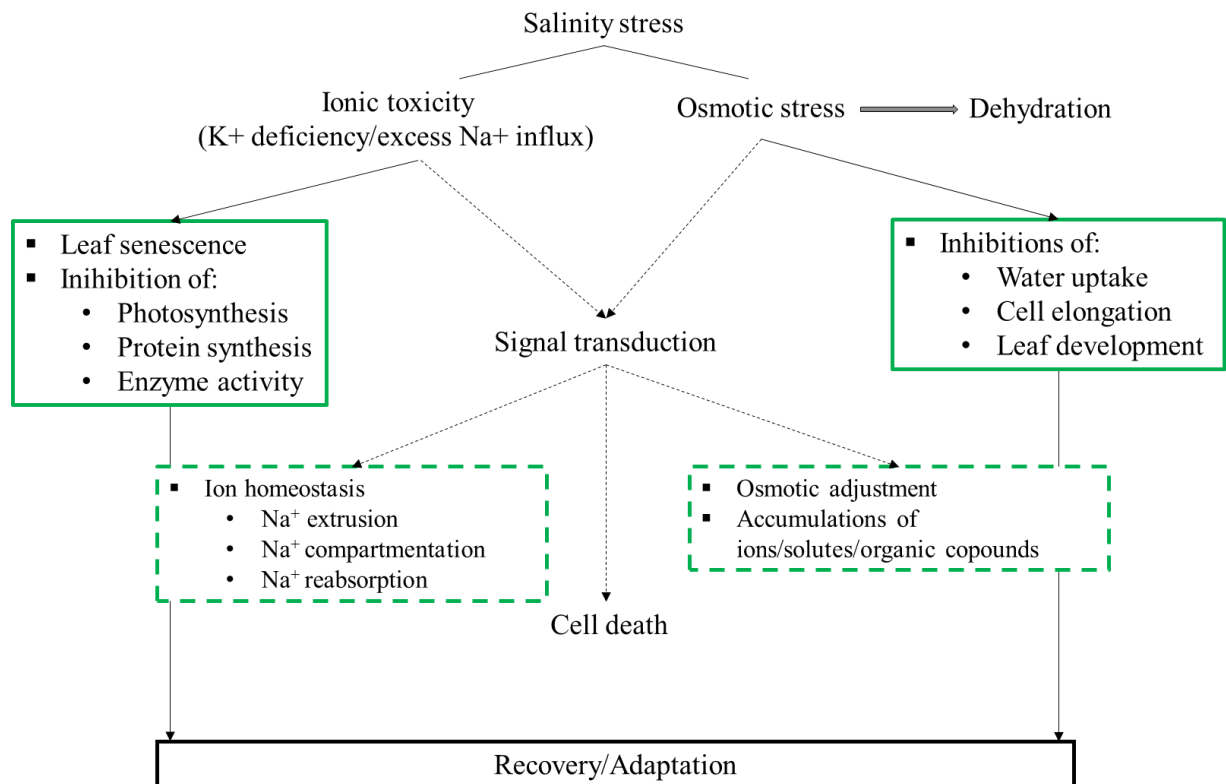 Salinity stress
Ionic toxicity
(K+ deficiency/excess Na+ influx)
Osmotic stress
Dehydration
▪ Leaf senescence
▪ Inihibition of:
• Photosynthesis
• Protein synthesis
• Enzyme activity
▪ Inhibitions of:
• Water uptake
• Cell elongation
• Leaf development
Signal transduction
▪ Ion homeostasis
• Na⁺ extrusion
• Na⁺ compartmentation
• Na⁺ reabsorption
▪ Osmotic adjustment
▪ Accumulations of
ions/solutes/organic copounds
Cell death
Recovery/Adaptation